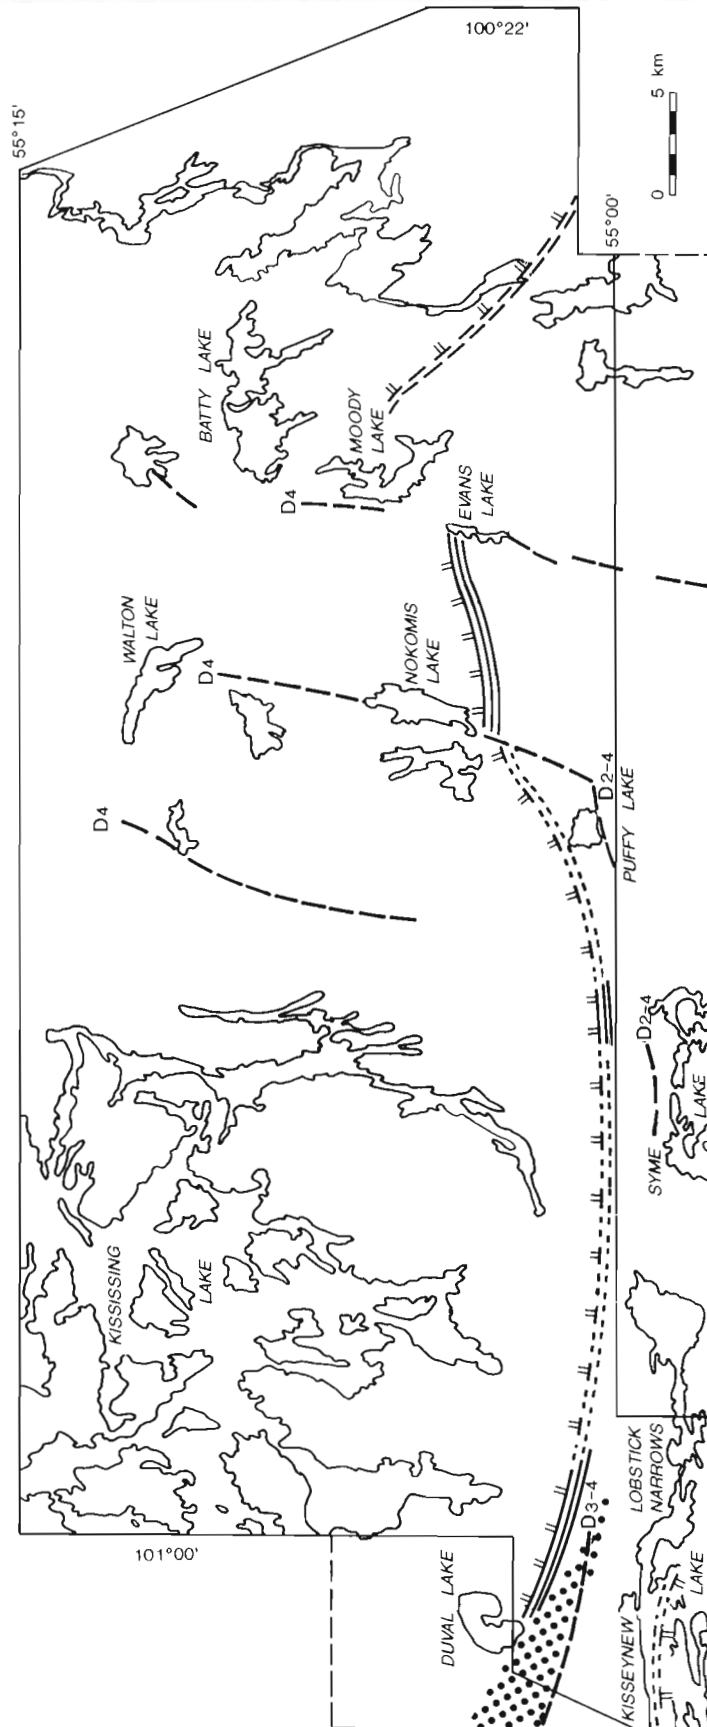 100°22'
55°15'
5 km
0
55°00'
BATTY LAKE
MOODY
LAKE
D4
EVANS
LAKE
WALTON
LAKE
D4
NOKOMIS
LAKE
D4
D2-4
PUFFY LAKE
D2-4
SYME
LAKE
KISSISSING
LAKE
101°00'
LOBSTICK
NARROWS
D3-4
DUVAL LAKE
KISSEYNEW
LAKE